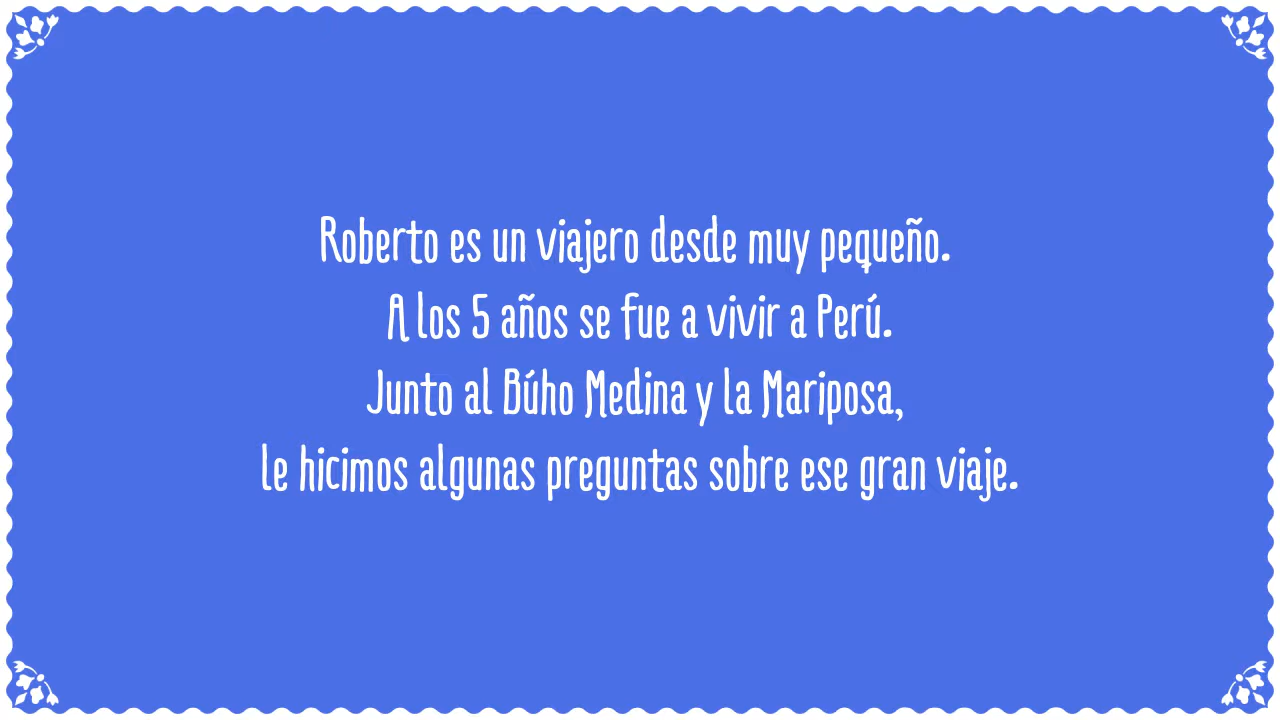 Roberto es un viajero desde muy pequeño.
A los 5 años se fue a vivir a Perú.
Junto al Búho Medina y la Mariposa,
le hicimos algunas preguntas sobre ese gran viaje.